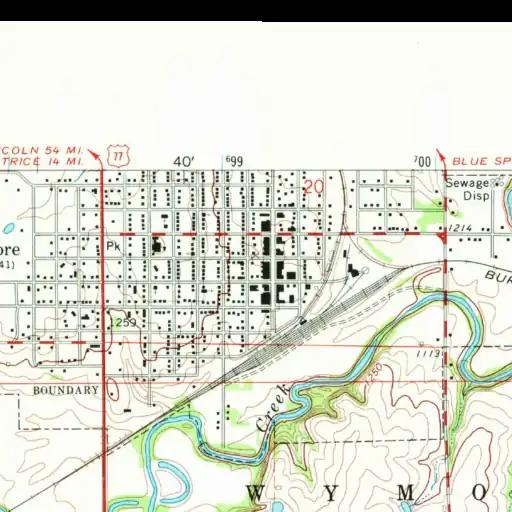 COLN 54 MI.
TRICE 14 MI.
77
40'
⁶99
⁷00
BLUE SP
20
Sewage
Disp
1214
Pk
ore
41)
BUR
1259
1113
1250
BOUNDARY
Creek
W Y M O